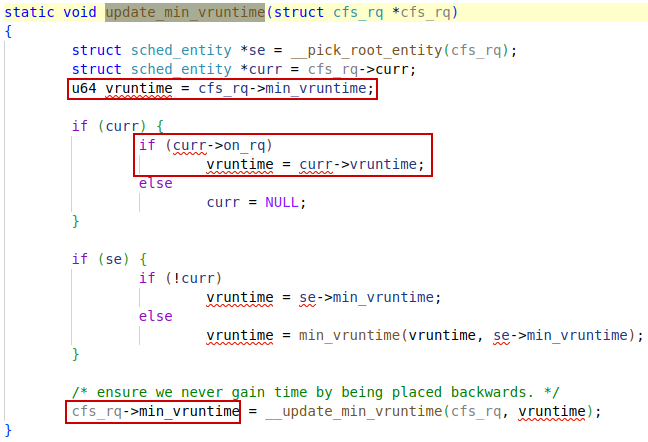 static void update_min_vruntime(struct cfs_rq *cfs_rq)
{
struct sched_entity *se = __pick_root_entity(cfs_rq);
struct sched_entity *curr = cfs_rq->curr;
u64 vruntime = cfs_rq->min_vruntime;
if (curr) {
if (curr->on_rq)
vruntime = curr->vruntime;
else
curr = NULL;
}
if (se) {
if (!curr)
vruntime = se->min_vruntime;
else
vruntime = min_vruntime(vruntime, se->min_vruntime);
}
/* ensure we never gain time by being placed backwards. */
cfs_rq->min_vruntime = __update_min_vruntime(cfs_rq, vruntime);
}